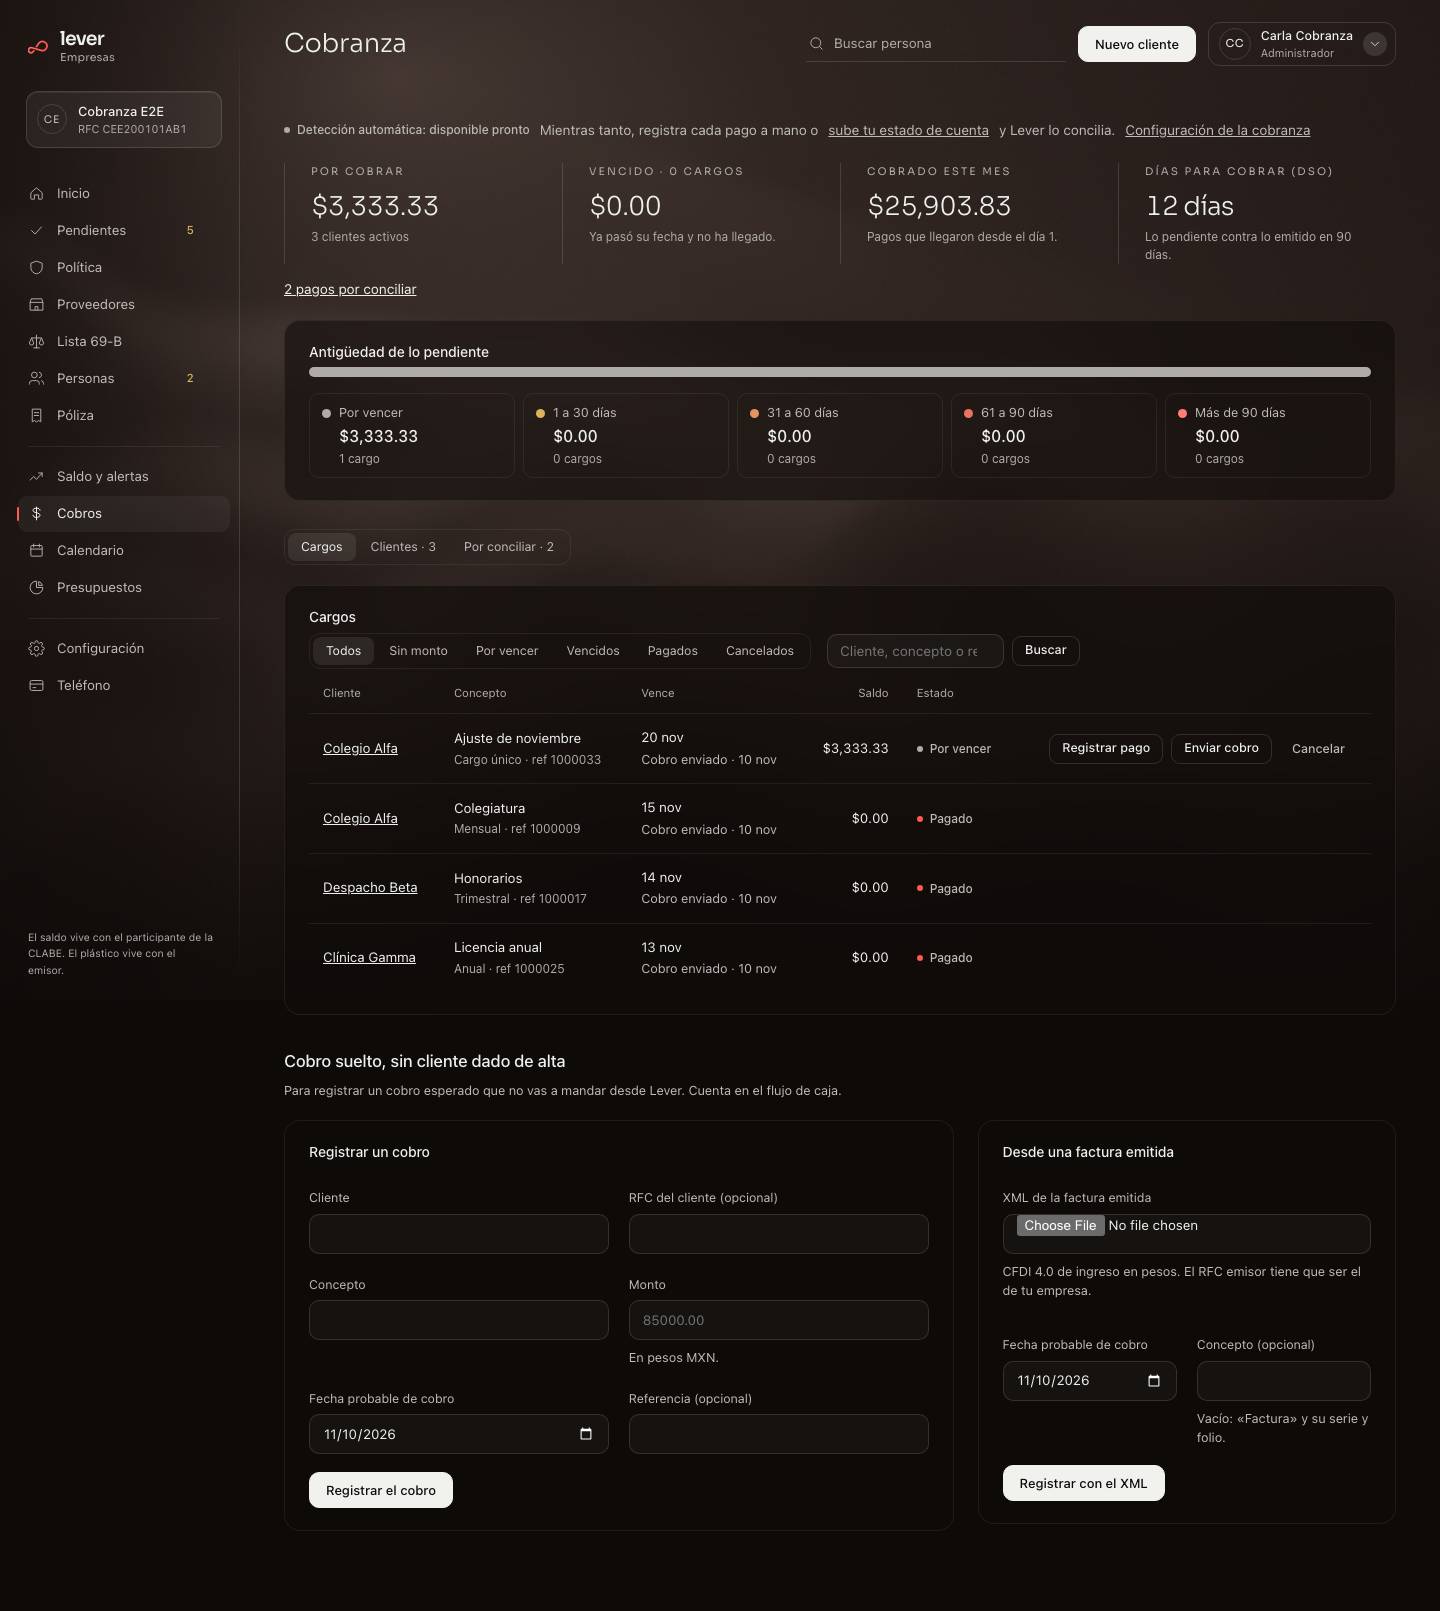 lever
Empresas
CE
Cobranza E2E
RFC CEE200101AB1
Inicio
Pendientes 5
Política
Proveedores
Lista 69-B
Personas 2
Póliza
Saldo y alertas
Cobros
Calendario
Presupuestos
Configuración
Teléfono
El saldo vive con el participante de la
CLABE. El plástico vive con el
emisor.
Cobranza
Buscar persona
Nuevo cliente
CC
Carla Cobranza
Administrador
Detección automática: disponible pronto Mientras tanto, registra cada pago a mano o sube tu estado de cuenta y Lever lo concilia. Configuración de la cobranza
POR COBRAR
$3,333.33
3 clientes activos
VENCIDO · 0 CARGOS
$0.00
Ya pasó su fecha y no ha llegado.
COBRADO ESTE MES
$25,903.83
Pagos que llegaron desde el día 1.
DÍAS PARA COBRAR (DSO)
12 días
Lo pendiente contra lo emitido en 90
días.
2 pagos por conciliar
Antigüedad de lo pendiente
Por vencer
$3,333.33
1 cargo
1 a 30 días
$0.00
0 cargos
31 a 60 días
$0.00
0 cargos
61 a 90 días
$0.00
0 cargos
Más de 90 días
$0.00
0 cargos
Cargos Clientes · 3 Por conciliar · 2
Cargos
Todos Sin monto Por vencer Vencidos Pagados Cancelados Cliente, concepto o re Buscar
Cliente Concepto Vence Saldo Estado
Colegio Alfa
Ajuste de noviembre
Cargo único · ref 1000033
20 nov
Cobro enviado · 10 nov
$3,333.33
Por vencer
Registrar pago
Enviar cobro
Cancelar
Colegio Alfa
Colegiatura
Mensual · ref 1000009
15 nov
Cobro enviado · 10 nov
$0.00
Pagado
Despacho Beta
Honorarios
Trimestral · ref 1000017
14 nov
Cobro enviado · 10 nov
$0.00
Pagado
Clínica Gamma
Licencia anual
Anual · ref 1000025
13 nov
Cobro enviado · 10 nov
$0.00
Pagado
Cobro suelto, sin cliente dado de alta
Para registrar un cobro esperado que no vas a mandar desde Lever. Cuenta en el flujo de caja.
Registrar un cobro
Cliente
RFC del cliente (opcional)
Concepto
Monto
85000.00
En pesos MXN.
Fecha probable de cobro
11/10/2026
Referencia (opcional)
Registrar el cobro
Desde una factura emitida
XML de la factura emitida
Choose File No file chosen
CFDI 4.0 de ingreso en pesos. El RFC emisor tiene que ser el
de tu empresa.
Fecha probable de cobro
11/10/2026
Concepto (opcional)
Vacío: «Factura» y su serie y
folio.
Registrar con el XML